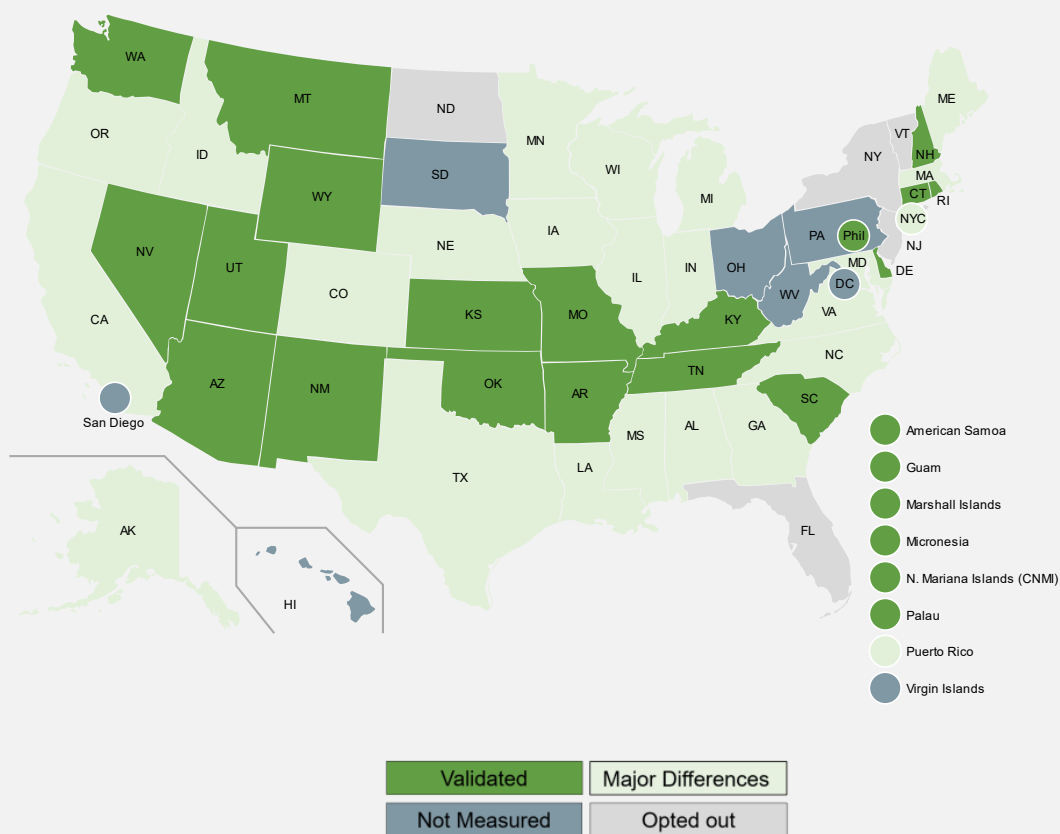 WA
MT
ND
MN
ME
OR
ID
SD
WI
MI
NY
VT
NH
MA
CT
RI
NYC
WY
NV
UT
NE
IA
PA
Phil
NJ
CO
IL
IN
OH
MD
DE
DC
WV
VA
CA
KS
MO
KY
NC
AZ
NM
OK
AR
TN
SC
San Diego
MS
AL
GA
TX
LA
FL
AK
HI
American Samoa
Guam
Marshall Islands
Micronesia
N. Mariana Islands (CNMI)
Palau
Puerto Rico
Virgin Islands
Validated
Major Differences
Not Measured
Opted out